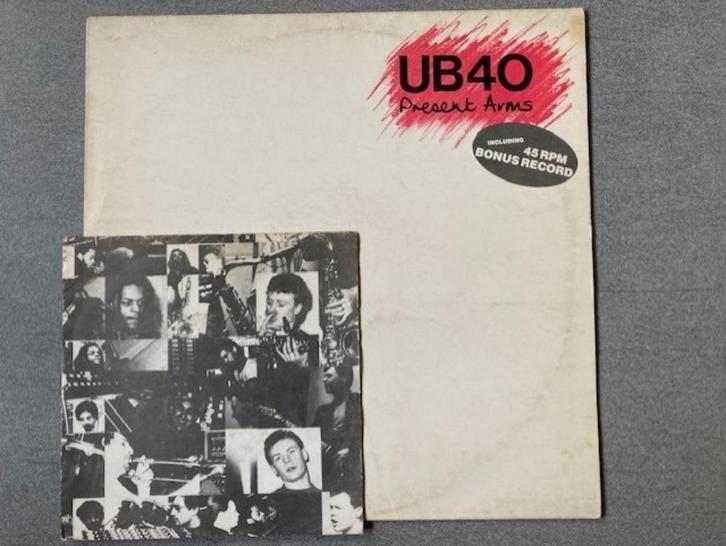 UB40
Present Arms
INCLUDING
45 RPM
BONUS RECORD